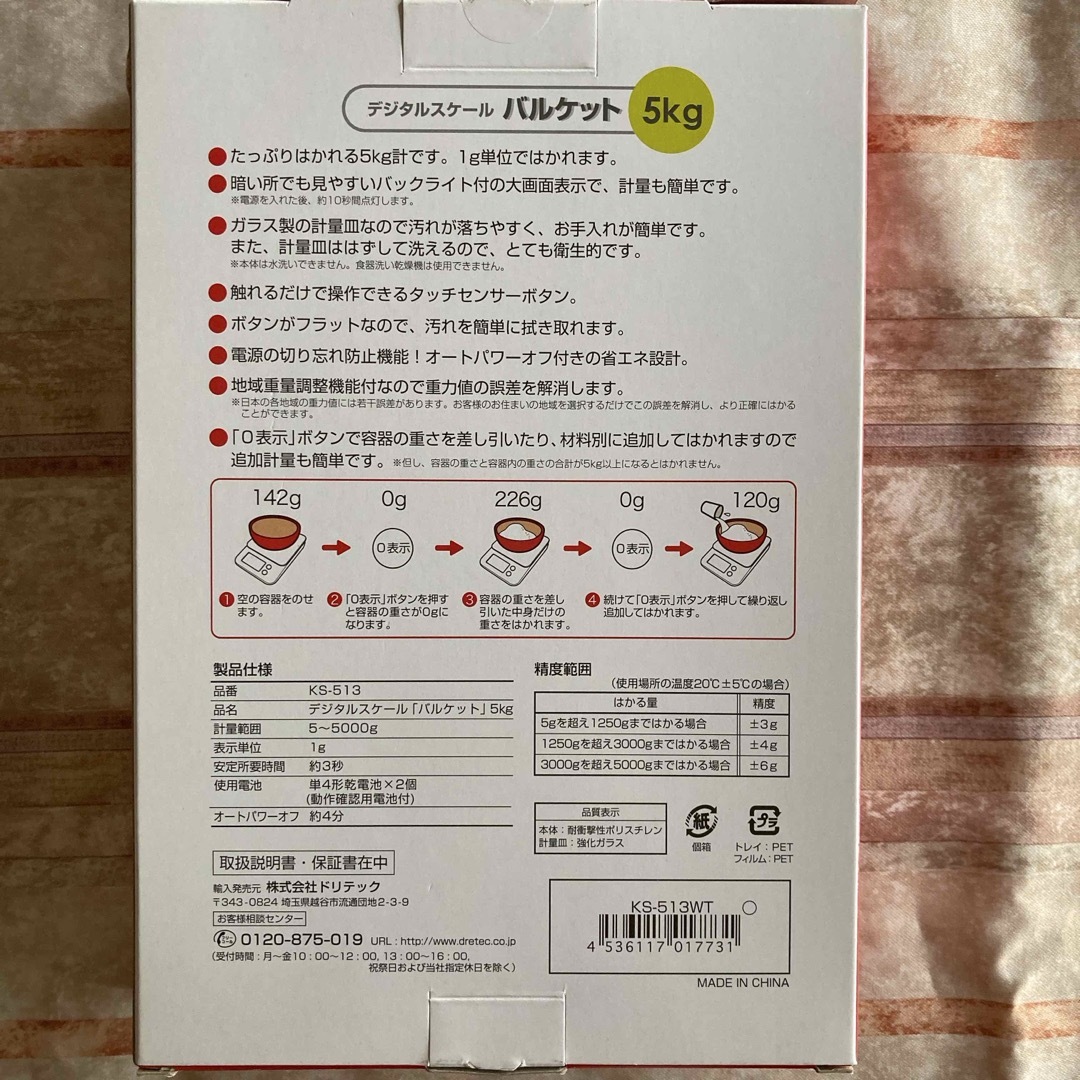 デジタルスケール バルケット 5kg
●たっぷりはかれる5kg計です。1g単位ではかれます。
●暗い所でも見やすいバックライト付の大画面表示で、計量も簡単です。
※電源を入れた後、約10秒間点灯します。
●ガラス製の計量皿なので汚れが落ちやすく、お手入れが簡単です。
また、計量皿ははずして洗えるので、とても衛生的です。
※本体は水洗いできません。食器洗い乾燥機は使用できません。
●触れるだけで操作できるタッチセンサーボタン。
●ボタンがフラットなので、汚れを簡単に拭き取れます。
●電源の切り忘れ防止機能!オートパワーオフ付きの省エネ設計。
●地域重量調整機能付なので重力値の誤差を解消します。
※日本の各地域の重力値には若干誤差があります。お客様のお住まいの地域を選択するだけでこの誤差を解消し、より正確にはかる
ことができます。
●「0表示」ボタンで容器の重さを差し引いたり、材料別に追加してはかれますので
追加計量も簡単です。※但し、容器の重さと容器内の重さの合計が5kg以上になるとはかれません。
142g 0g 226g 0g 120g
0表示 0表示
1 空の容器をのせ
ます。
2 「0表示」ボタンを押す
と容器の重さが0gに
なります。
3 容器の重さを差し
引いた中身だけの
重さをはかれます。
4 続けて「0表示」ボタンを押して繰り返し
追加してはかれます。
製品仕様
品番 KS-513
品名 デジタルスケール「バルケット」5kg
計量範囲 5〜5000g
表示単位 1g
安定所要時間 約3秒
使用電池 単4形乾電池×2個
(動作確認用電池付)
オートパワーオフ 約4分
精度範囲
(使用場所の温度20℃±5℃の場合)
はかる量 精度
5gを超え1250gまではかる場合 ±3g
1250gを超え3000gまではかる場合 ±4g
3000gを超え5000gまではかる場合 ±6g
品質表示
本体:耐衝撃性ポリスチレン
計量皿:強化ガラス
紙
個箱
プラ
トレイ:PET
フィルム:PET
取扱説明書・保証書在中
輸入発売元 株式会社ドリテック
〒343-0824 埼玉県越谷市流通団地2-3-9
お客様相談センター
0120-875-019 URL:http://www.dretec.co.jp
(受付時間:月〜金10:00〜12:00, 13:00〜16:00,
祝祭日および当社指定休日を除く)
KS-513WT ○
4 536117 017731
MADE IN CHINA